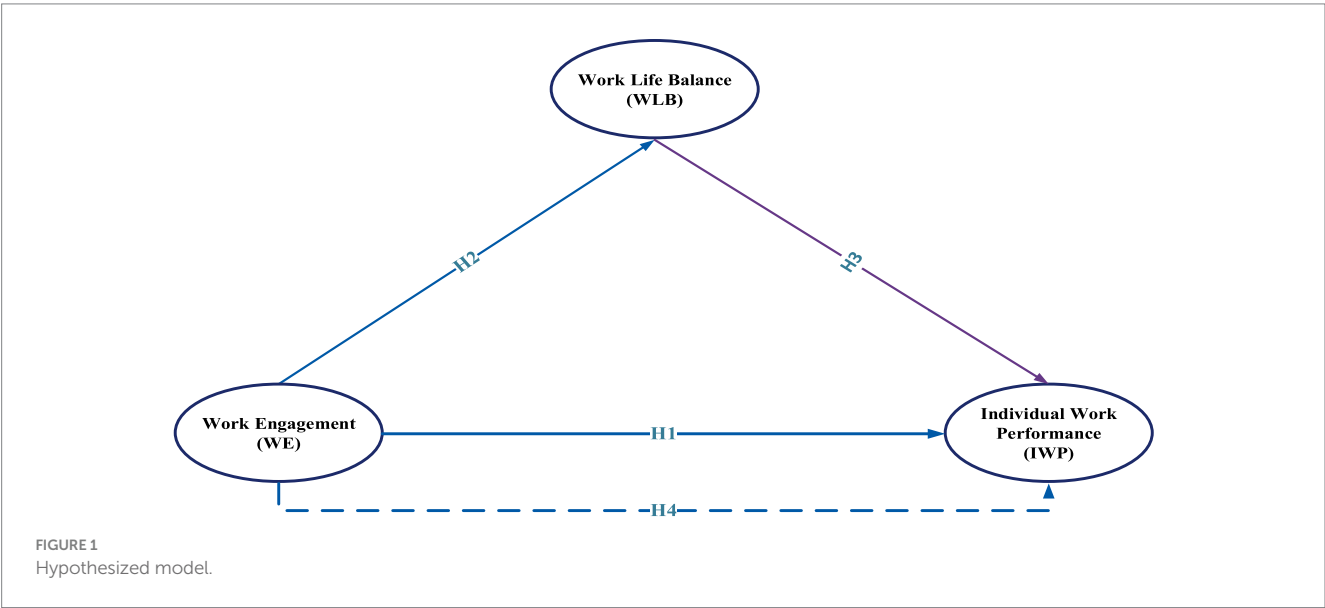 Work Life Balance
(WLB)
H2
H3
Work Engagement
(WE)
H1
Individual Work
Performance
(IWP)
H4
FIGURE 1
Hypothesized model.